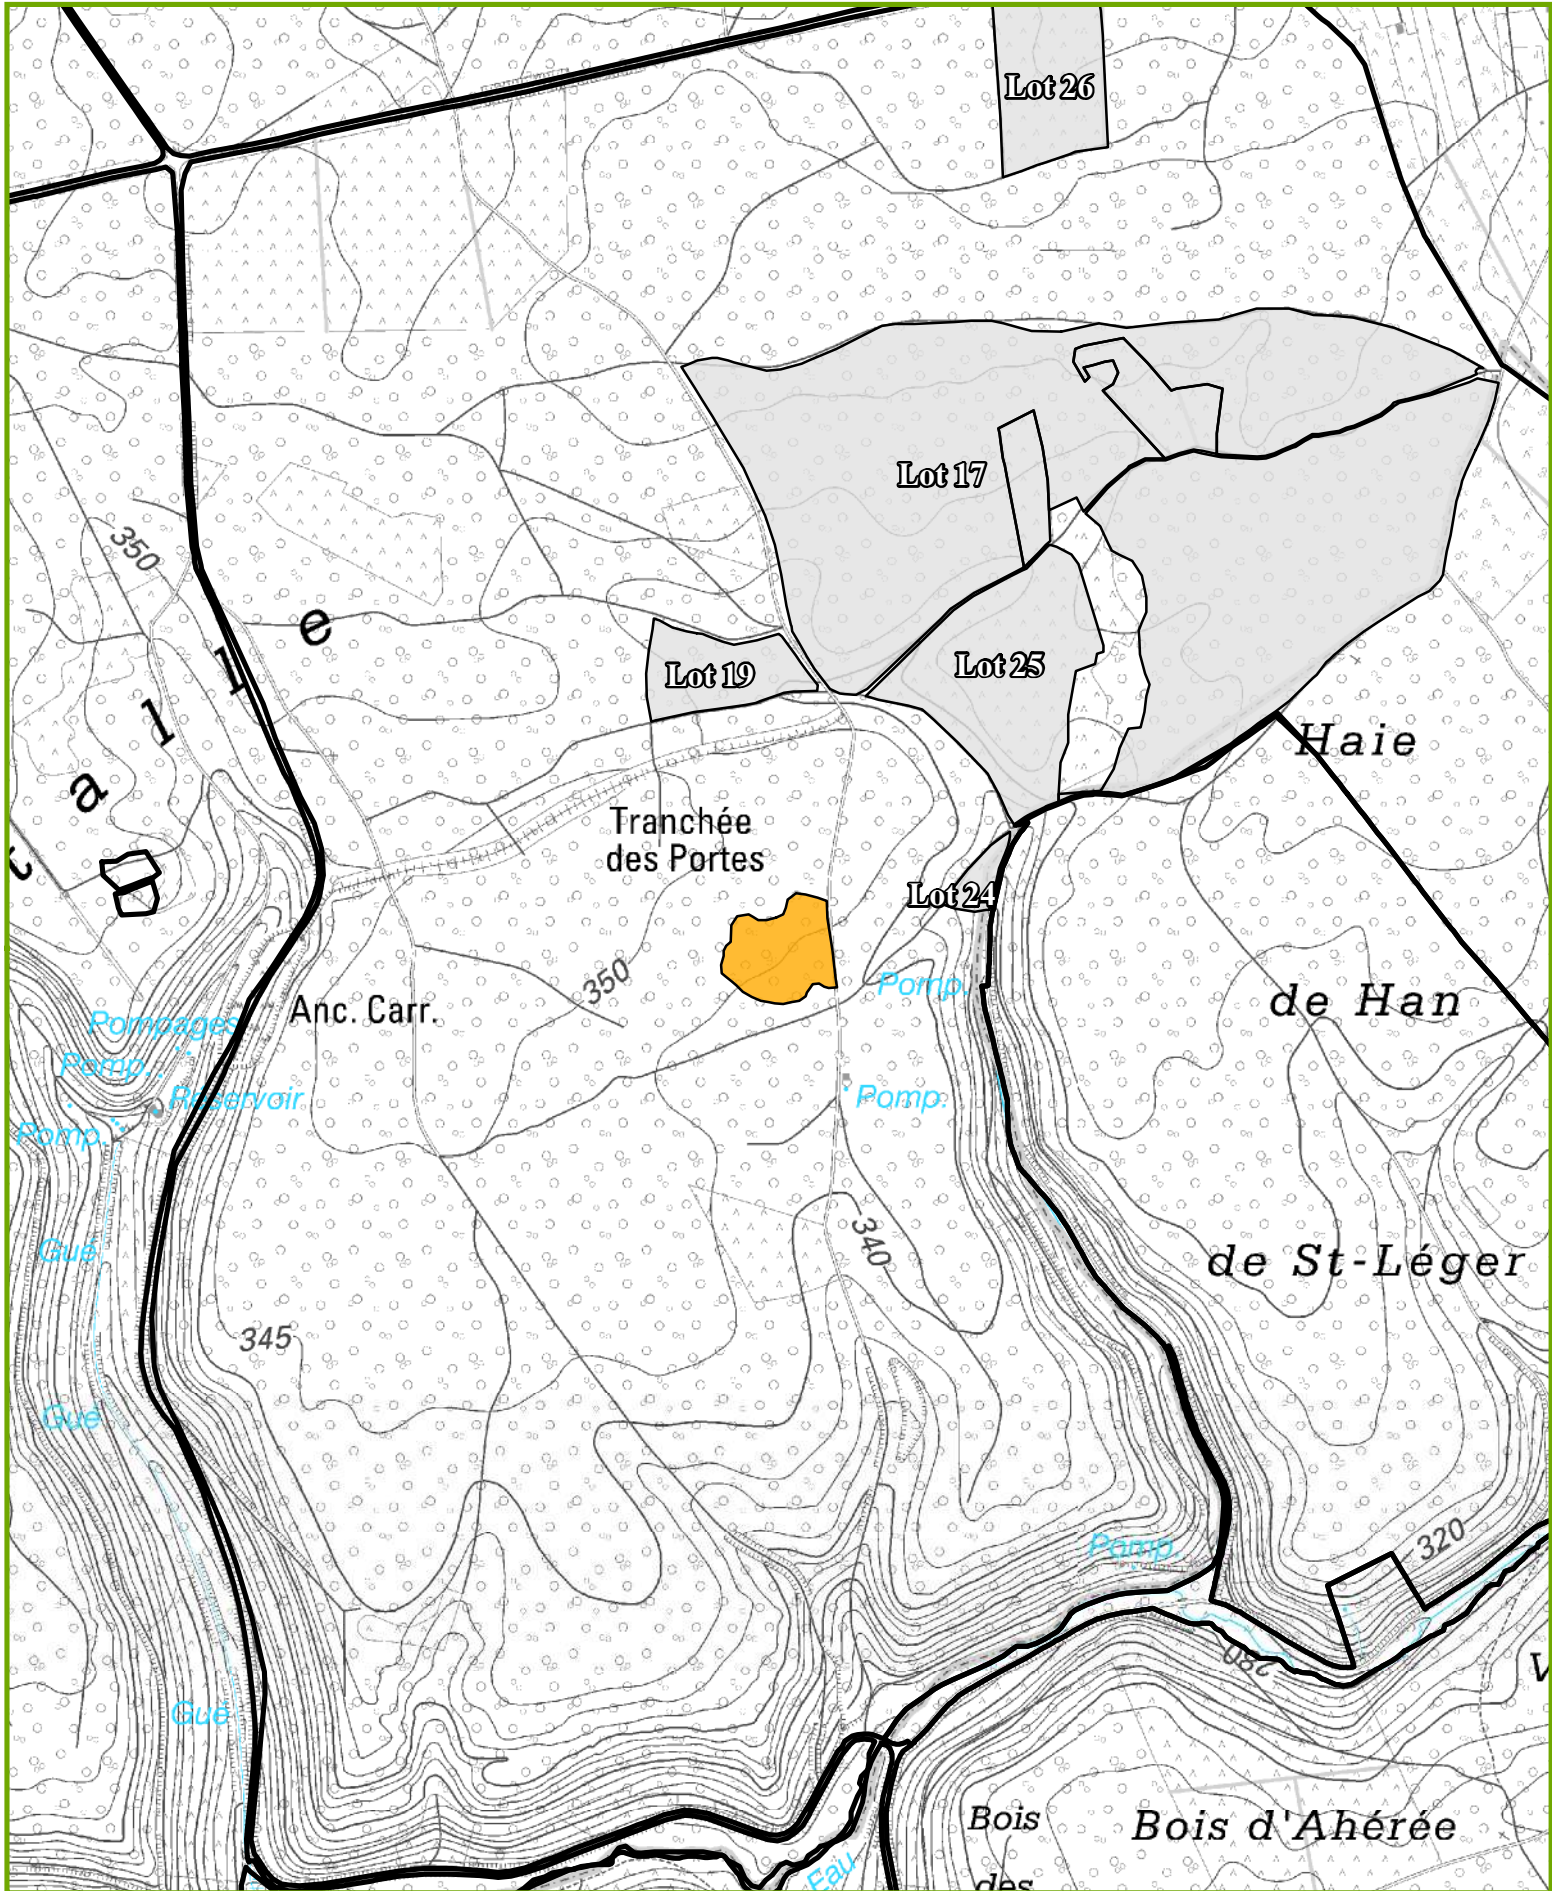 Lot 26
Lot 17
350
e
l
l
a
Lot 19
Lot 25
Haie
Tranchée
des Portes
Lot 24
350
Pomp.
de Han
Anc. Carr.
Pompages
Pomp.
Réservoir
Pomp.
Pomp.
Gué
340
de St-Léger
345
Gué
Pomp.
320
280
Gué
V
Bois
des
Bois d'Ahérée
Eau